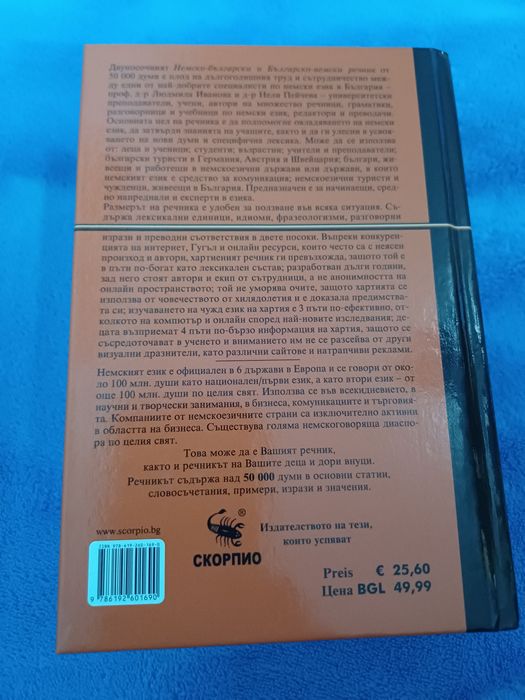 Двупосочният Немско-български и Българско-немски речник от
50 000 думи е плод на дългогодишния труд и сътрудничество меж-
ду едни от най-добрите специалисти по немски език в България –
проф. д-р Людмила Иванова и д-р Нели Пейчева – университетски
преподаватели, учени, автори на множество речници, граматики,
разговорници и учебници по немски език, редактори и преводачи.
Основната цел на речника е да подпомогне овладяването на немски
език, да затвърди знанията на учащите, както и да ги улесни в усвоя-
ването на нови думи и специфична лексика. Може да се използва
от: деца и ученици; студенти; възрастни; учители и преподаватели;
български туристи в Германия, Австрия и Швейцария; българи, жи-
веещи и работещи в немскоезични държави или държави, в които
немският език е средство за комуникация; немскоезични туристи и
чужденци, живеещи в България. Предназначен е за начинаещи, сред-
но напреднали и експерти в езика.
Размерът на речника е удобен за ползване във всяка ситуация. Съ-
държа лексикални единици, идиоми, фразеологизми, разговорни
изрази и преводни съответствия в двете посоки. Въпреки конкурен-
цията на интернет, Гугъл и онлайн ресурси, които често са с неясен
произход и автори, хартиеният речник ги превъзхожда, защото той е
в пъти по-богат като лексикален състав; разработван дълги години,
зад него стоят автори и екип от сътрудници, а не анонимността на
онлайн пространството; той не уморява очите, защото хартията се
използва от човечеството от хилядолетия и е доказала предимства-
та си; изучаването на чужд език на хартия е 3 пъти по-ефективно, от-
колкото на компютър и онлайн според най-новите изследвания; де-
цата възприемат 4 пъти по-бързо информация на хартия, защото се
съсредоточават в ученето и вниманието им не се разсейва от други
визуални дразнители, като различни сайтове и натрапчиви реклами.
Немският език е официален в 6 държави в Европа и се говори от око-
ло 100 млн. души като национален/първи език, а като втори език – от
още 100 млн. души по целия свят. Използва се във всекидневието, в
научни и творчески занимания, в бизнеса, комуникациите и търговия-
та. Компаниите от немскоезичните страни са изключително активни
в областта на бизнеса. Съществува голяма немскоговоряща диаспо-
ра по целия свят.
Това може да е Вашият речник,
както и речникът на Вашите деца и дори внуци.
Речникът съдържа над 50 000 думи в основни статии,
словосъчетания, примери, изрази и значения.
www.scorpio.bg
ISBN 978-619-260-169-0
9 786192 601690
®
СКОРПИО
Издателството на тези,
които успяват
Preis € 25,60
Цена BGL 49,99